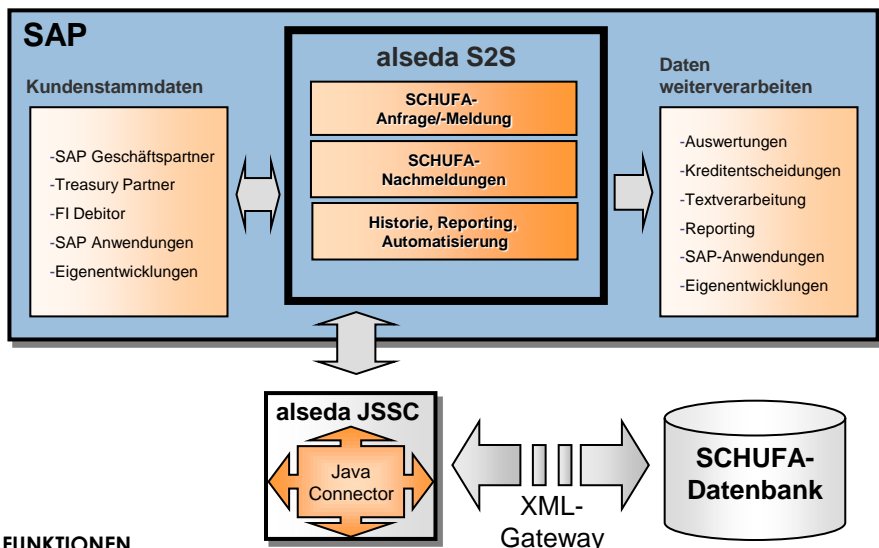 SAP
alseda S2S
Kundenstammdaten
-SAP Geschäftspartner
-Treasury Partner
-FI Debitor
-SAP Anwendungen
-Eigenentwicklungen
SCHUFA-
Anfrage/-Meldung
SCHUFA-
Nachmeldungen
Historie, Reporting,
Automatisierung
Daten
weiterverarbeiten
-Auswertungen
-Kreditentscheidungen
-Textverarbeitung
-Reporting
-SAP-Anwendungen
-Eigenentwicklungen
alseda JSSC
Java
Connector
XML-
Gateway
SCHUFA-
Datenbank
FUNKTIONEN